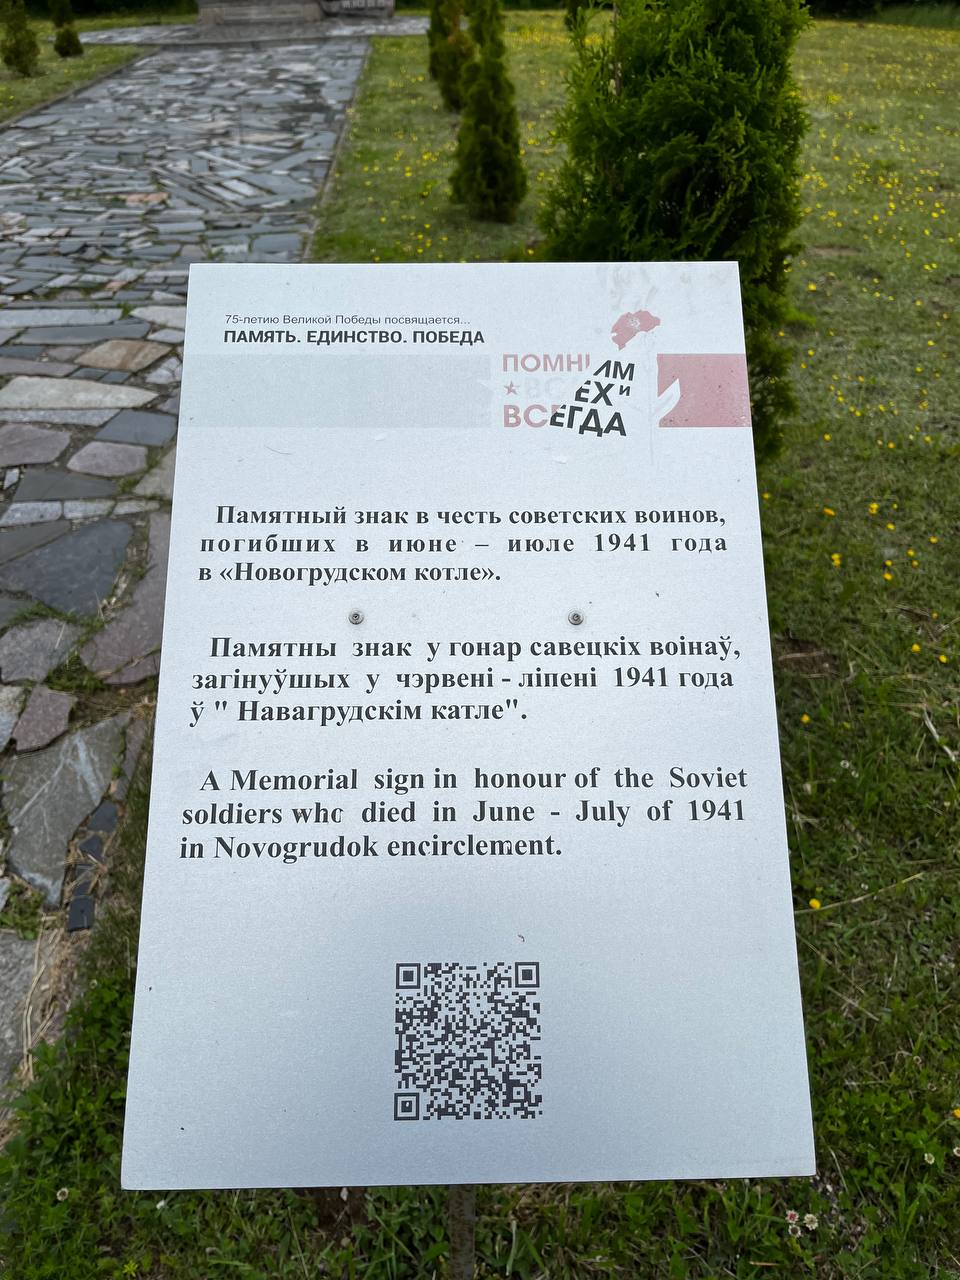 75-летию Великой Победы посвящается...
ПАМЯТЬ. ЕДИНСТВО. ПОБЕДА
ПОМНИМ
ВСЕХ И
ВСЕГДА
Памятный знак в честь советских воинов,
погибших в июне – июле 1941 года
в «Новогрудском котле».
Памятны знак у гонар савецкіх воінаў,
загінуўшых у чэрвені - ліпені 1941 года
ў " Навагрудскім катле".
A Memorial sign in honour of the Soviet
soldiers who died in June - July of 1941
in Novogrudok encirclement.